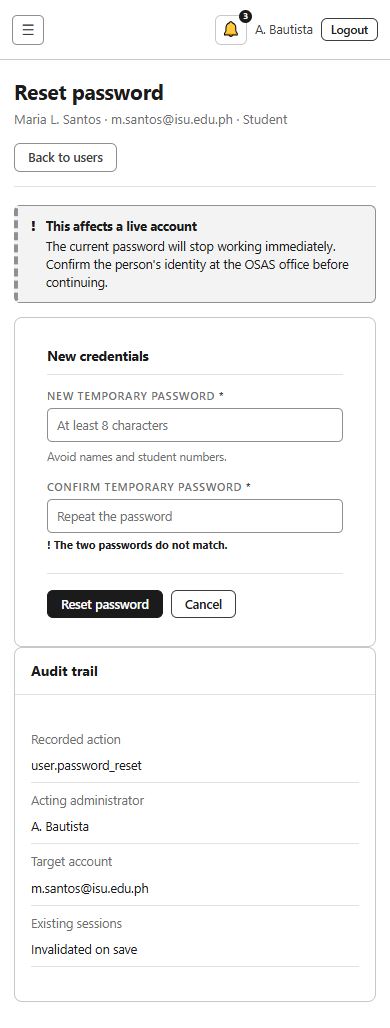 ☰
3
A. Bautista
Logout
Reset password
Maria L. Santos · m.santos@isu.edu.ph · Student
Back to users
! This affects a live account
The current password will stop working immediately.
Confirm the person's identity at the OSAS office before
continuing.
New credentials
NEW TEMPORARY PASSWORD *
At least 8 characters
Avoid names and student numbers.
CONFIRM TEMPORARY PASSWORD *
Repeat the password
! The two passwords do not match.
Reset password
Cancel
Audit trail
Recorded action
user.password_reset
Acting administrator
A. Bautista
Target account
m.santos@isu.edu.ph
Existing sessions
Invalidated on save